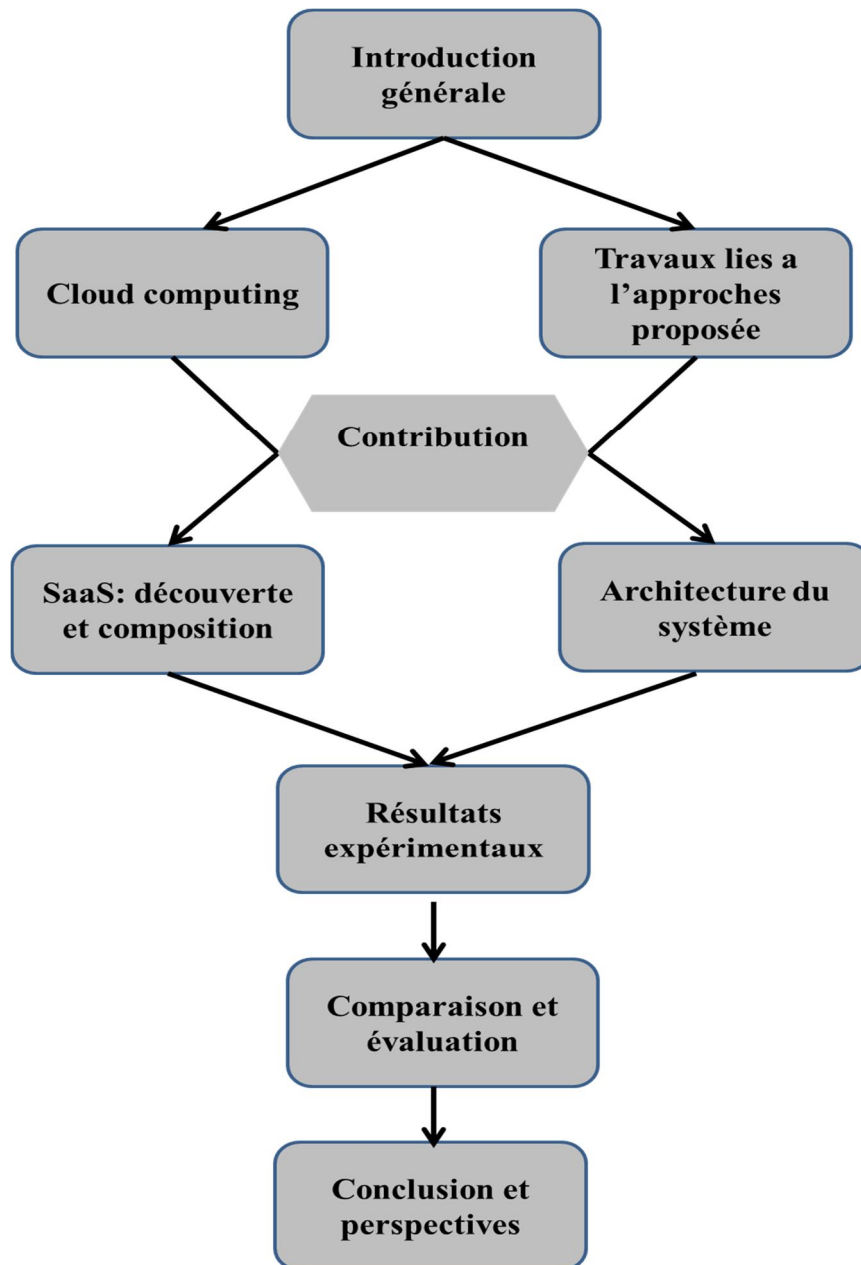 Introduction
générale
Cloud computing
Travaux lies a
l’approches
proposée
Contribution
SaaS: découverte
et composition
Architecture du
système
Résultats
expérimentaux
Comparaison et
évaluation
Conclusion et
perspectives